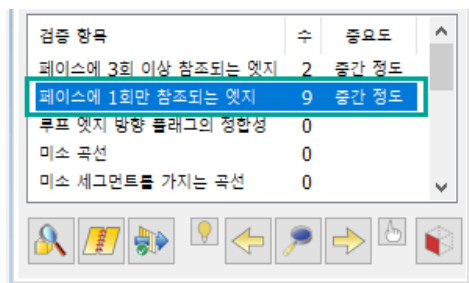 검증 항목 수 중요도
페이스에 3회 이상 참조되는 엣지 2 중간 정도
페이스에 1회만 참조되는 엣지 9 중간 정도
루프 엣지 방향 플래그의 정합성 0
미소 곡선 0
미소 세그먼트를 가지는 곡선 0